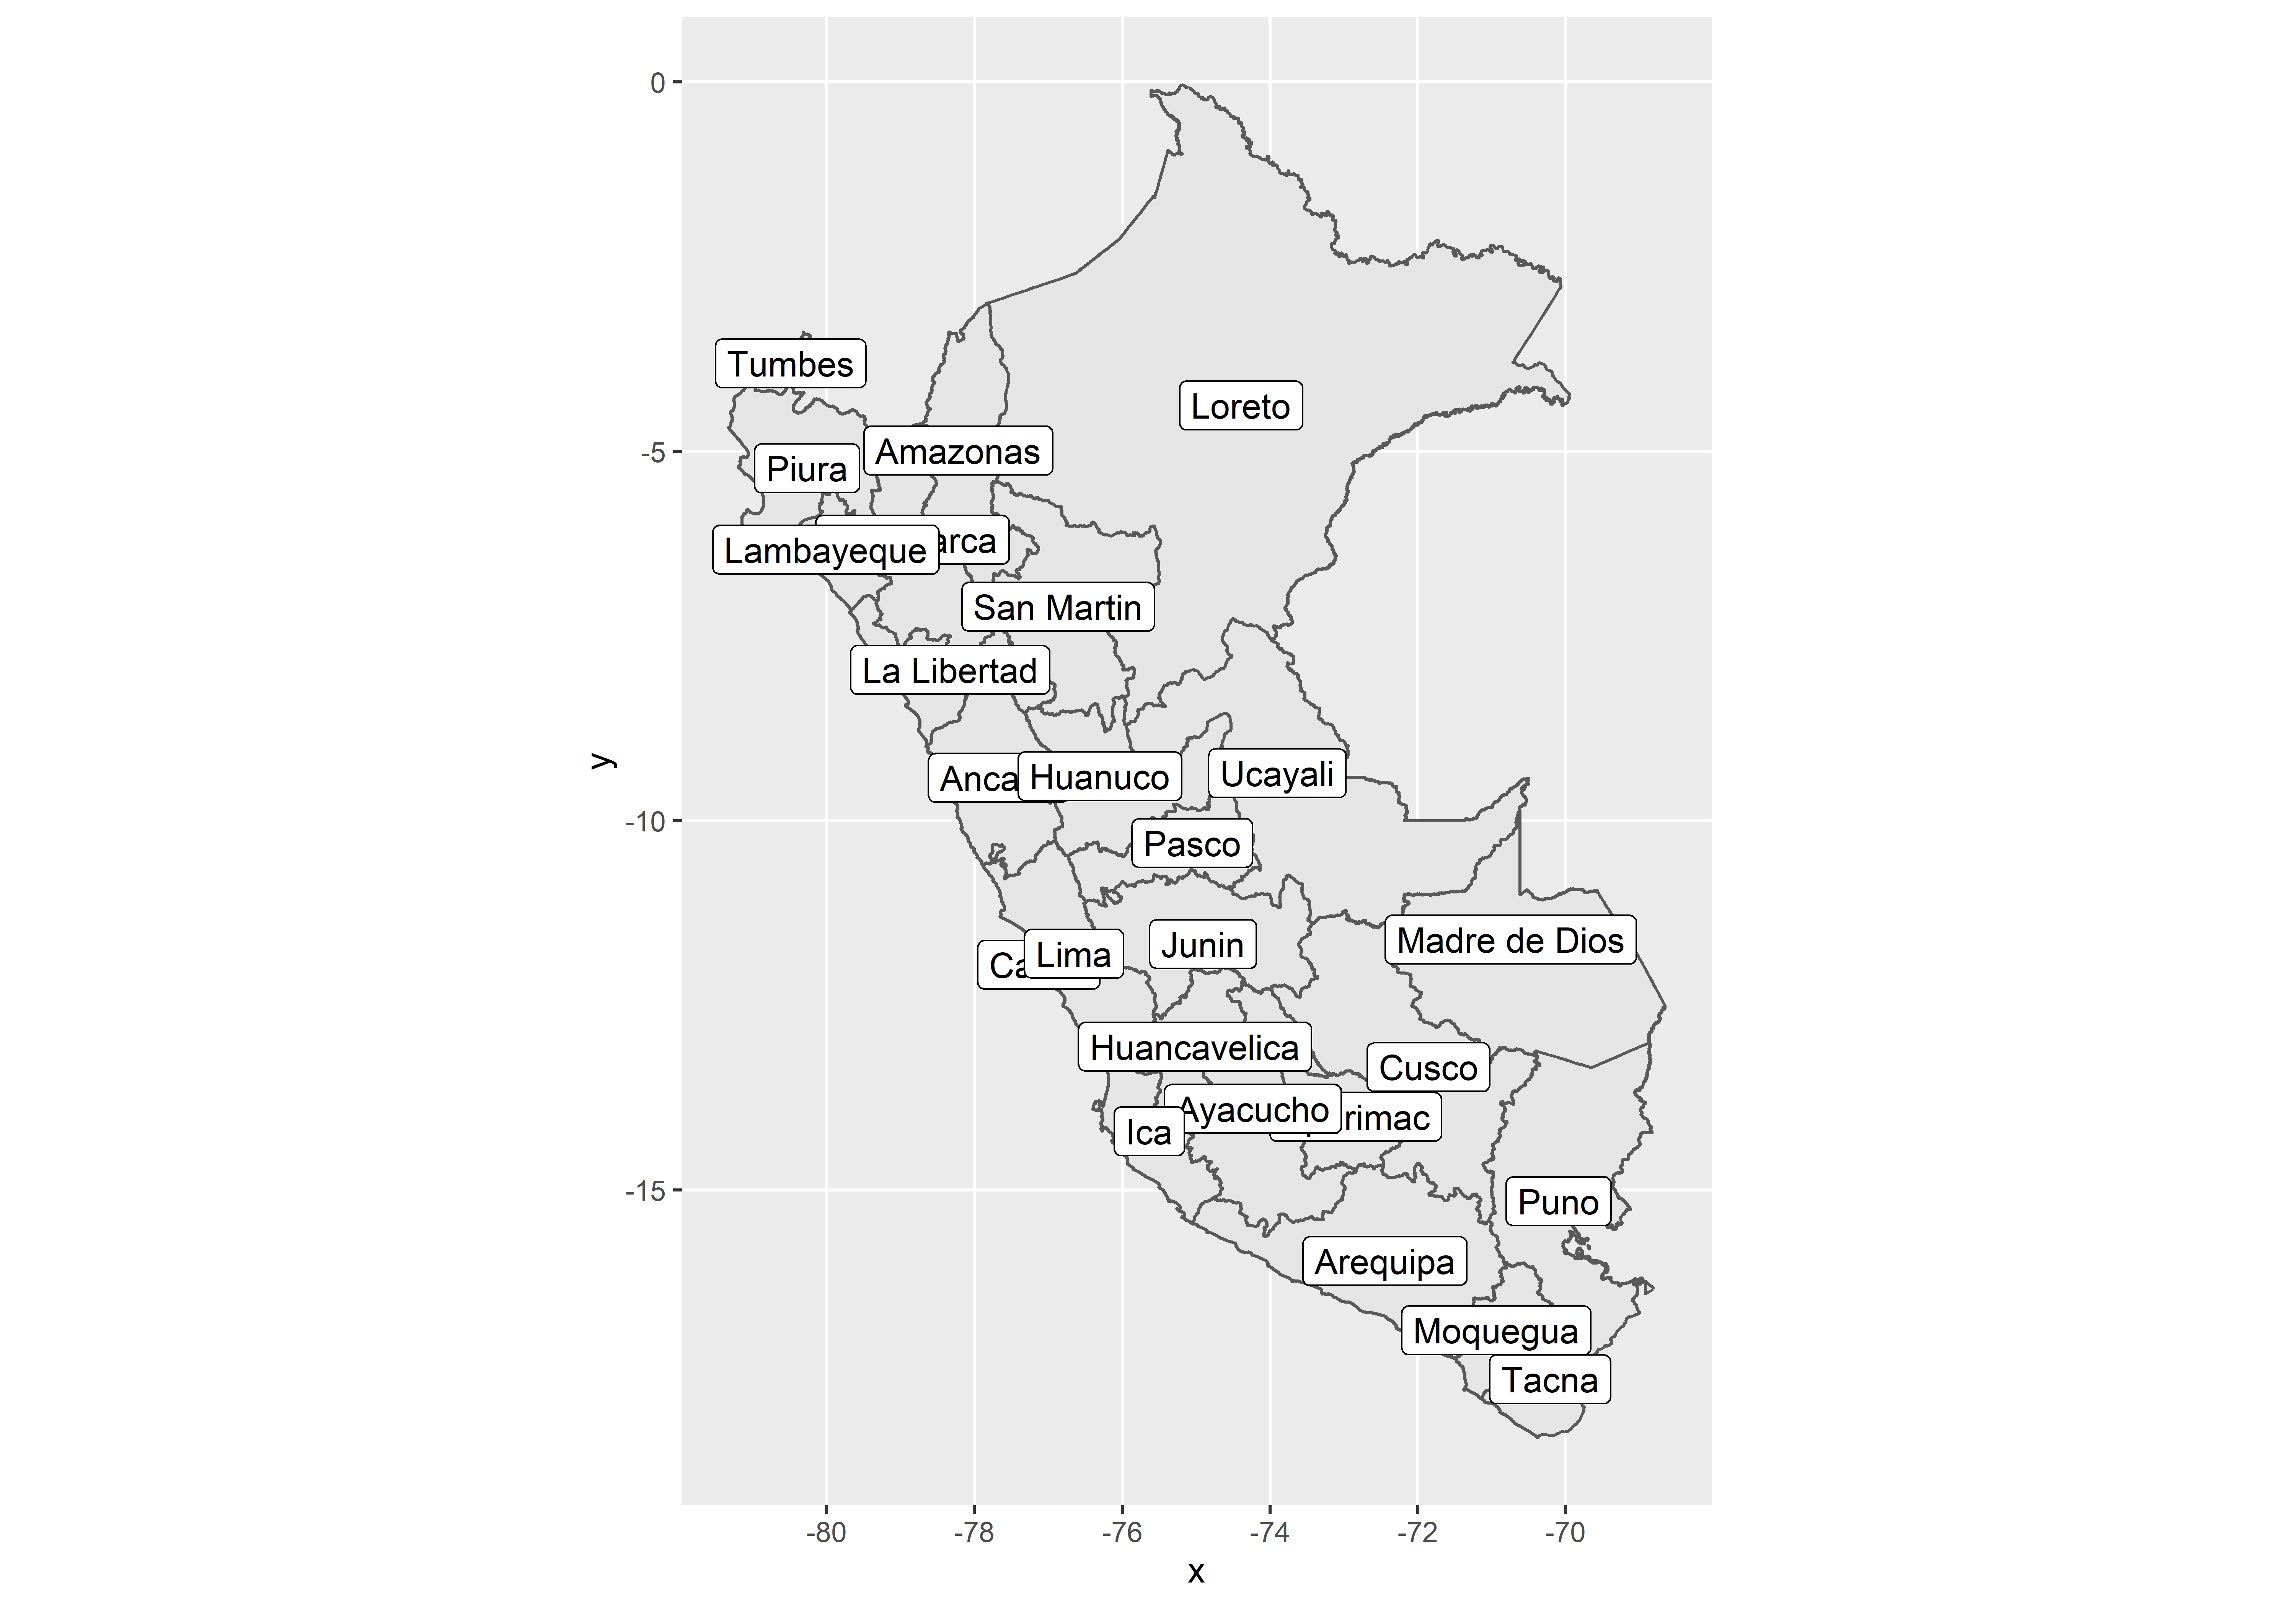 0
Tumbes
Loreto
Amazonas
-5
Piura
arca
Lambayeque
San Martin
La Libertad
Anca
Huanuco
Ucayali
y
-10
Pasco
Madre de Dios
Junin
Lima
Ca
Huancavelica
Cusco
Ayacucho
rimac
Ica
-15
Puno
Arequipa
Moquegua
Tacna
-80 -78 -76 -74 -72 -70
x